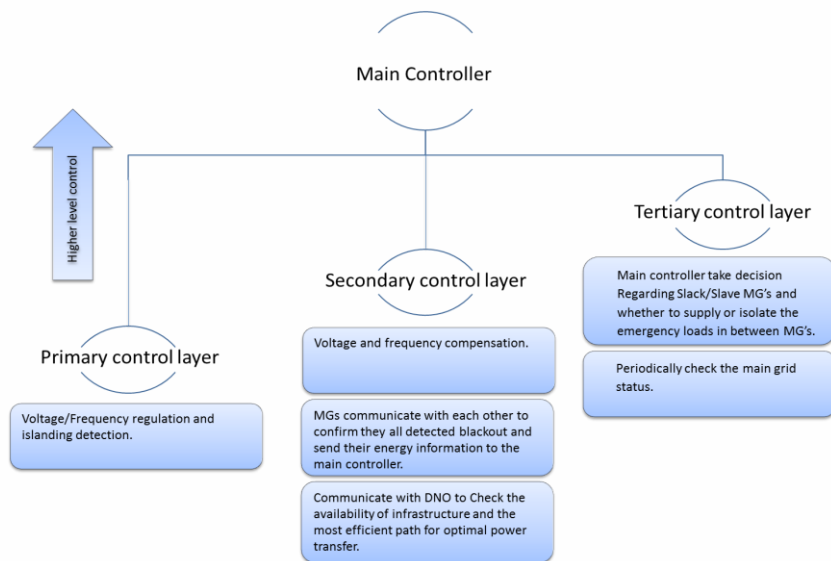 Main Controller
Higher level control
Tertiary control layer
Main controller take decision
Regarding Slack/Slave MG's and
whether to supply or isolate the
emergency loads in between MG's.
Periodically check the main grid
status.
Secondary control layer
Voltage and frequency compensation.
MGs communicate with each other to
confirm they all detected blackout and
send their energy information to the
main controller.
Communicate with DNO to Check the
availability of infrastructure and the
most efficient path for optimal power
transfer.
Primary control layer
Voltage/Frequency regulation and
islanding detection.